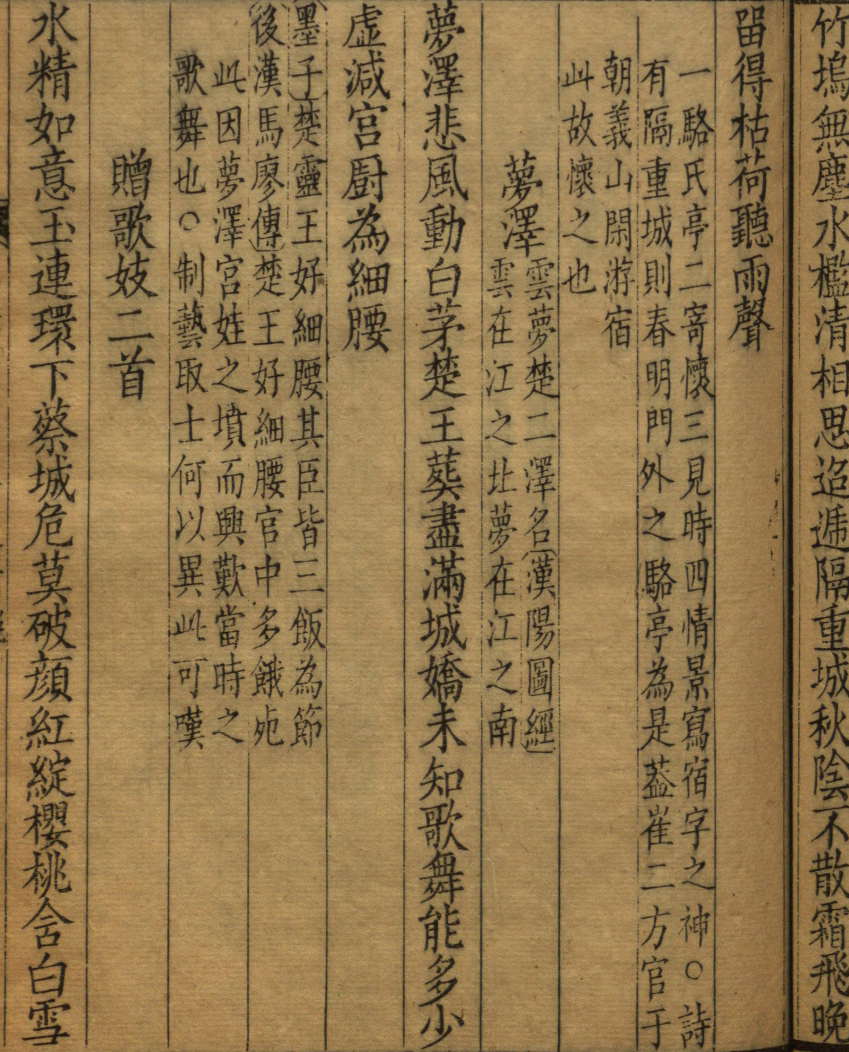 竹塢無塵水檻清相思迢遞隔重城秋陰不散霜飛晚
畱得枯荷聽雨聲
一駱氏亭二寄懷三見時四情景寫宿字之神○詩
有隔重城則春明門外之駱亭為是葢崔二方官于
朝義山閑游宿
此故懷之也
夢澤
雲夢楚二澤名漢陽圖經
雲在江之北夢在江之南
夢澤悲風動白茅楚王葬盡滿城嬌未知歌舞能多少
虛減宮厨為細腰
墨子楚靈王好細腰其臣皆三飯為節
後漢馬廖傳楚王好細腰宮中多餓死
此因夢澤宮娃之墳而興歎當時之
歌舞也○制藝取士何以異此可嘆
贈歌妓二首
水精如意玉連環下蔡城危莫破顏紅綻櫻桃含白雪